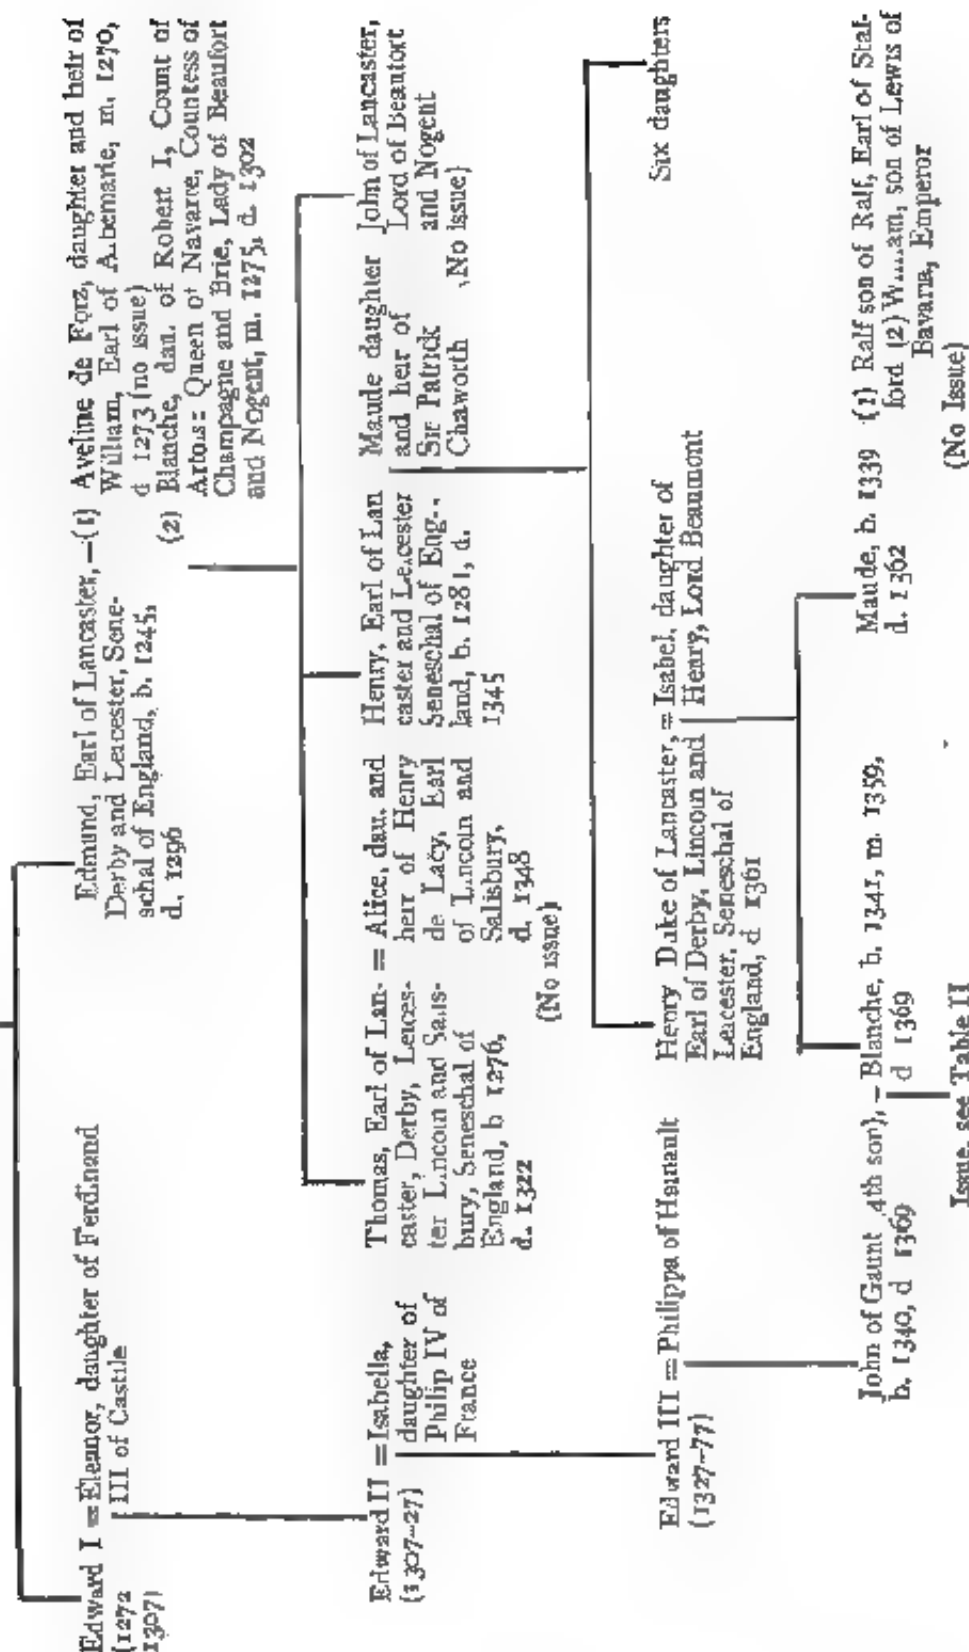 Edward I = Eleanor, daughter of Ferdinand
(1272 III of Castile
1307)
Edmund, Earl of Lancaster,
Derby and Leicester, Sene-
schal of England, b. 1245,
d. 1296
(1) Aveline de Forz, daughter and heir of
William, Earl of Albemarle, m. 1270,
d 1273 (no issue)
(2) Blanche, dau. of Robert I, Count of
Artois = Queen of Navarre, Countess of
Champagne and Brie, Lady of Beaufort
and Nogent, m. 1275, d. 1302
Edward II = Isabella,
(1307-27) daughter of
Philip IV of
France
Thomas, Earl of Lan-
caster, Derby, Leices-
ter Lincoln and Salis-
bury, Seneschal of
England, b 1276,
d. 1322
= Alice, dau. and
heir of Henry
de Lacy, Earl
of Lincoln and
Salisbury,
d. 1348
(No issue)
Henry, Earl of Lan
caster and Leicester
Seneschal of Eng-
land, b. 1281, d.
1345
Maude daughter
and heir of
Sir Patrick
Chaworth
John of Lancaster,
Lord of Beaufort
and Nogent
(No issue)
Edward III = Philippa of Hainault
(1327-77)
Henry Duke of Lancaster,
Earl of Derby, Lincoln and
Leicester, Seneschal of
England, d 1361
= Isabel, daughter of
Henry, Lord Beaumont
Six daughters
John of Gaunt 4th son),
b. 1340, d 1369
– Blanche, b. 1341, m. 1359,
d 1369
Issue, see Table II
Maude, b. 1339
d. 1362
(1) Ralf son of Ralf, Earl of Staf-
ford (2) William, son of Lewis of
Bavaria, Emperor
(No Issue)